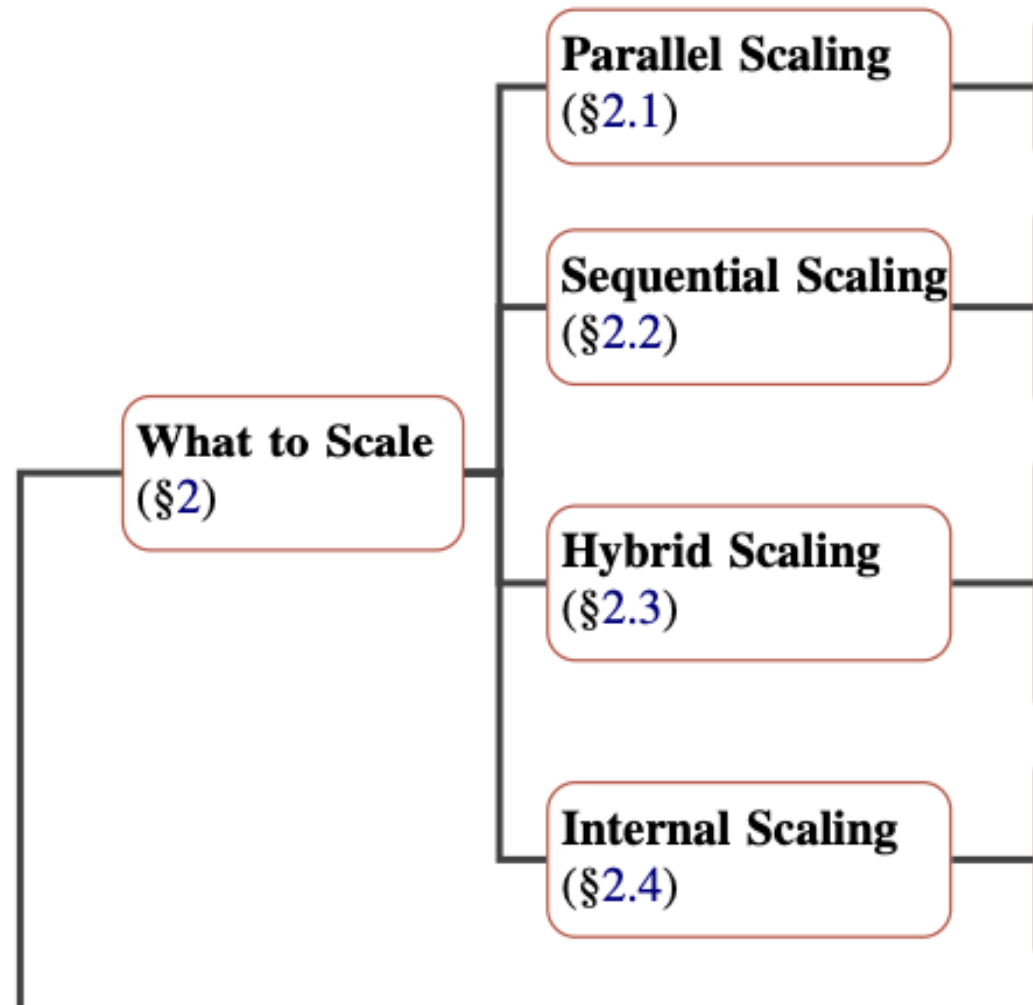 Parallel Scaling
(§2.1)
Sequential Scaling
(§2.2)
What to Scale
(§2)
Hybrid Scaling
(§2.3)
Internal Scaling
(§2.4)